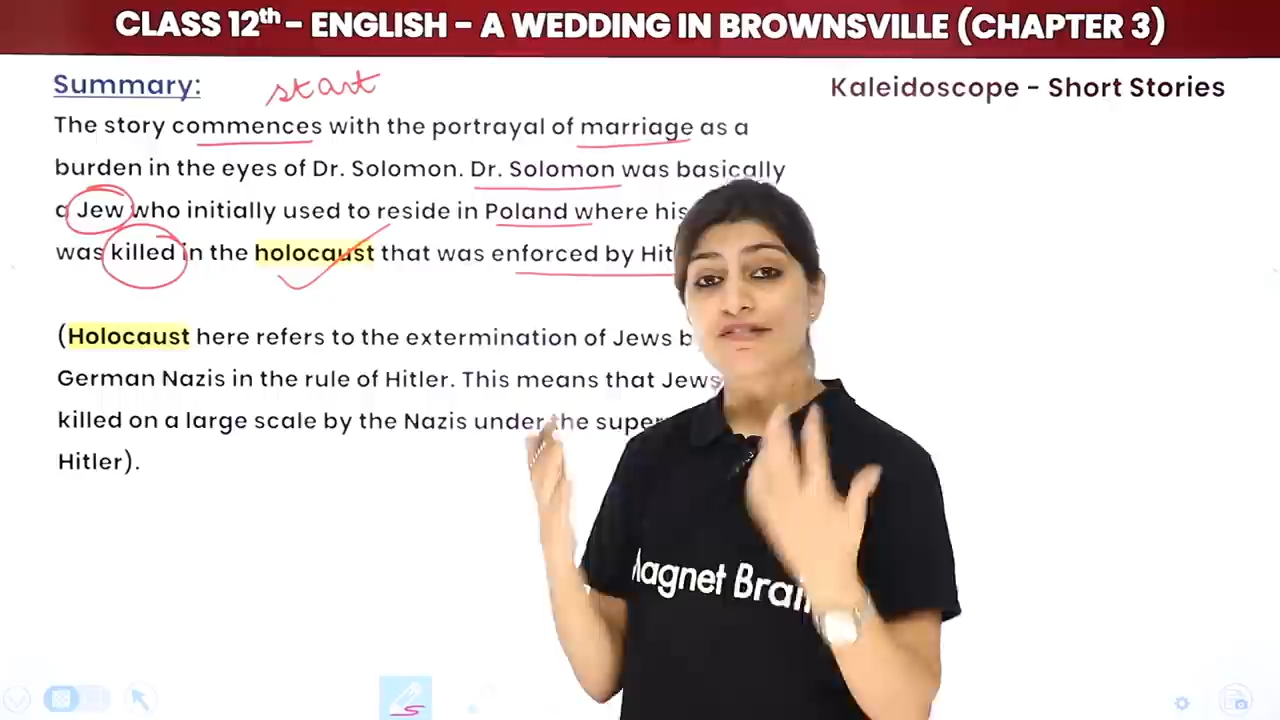 CLASS 12th – ENGLISH – A WEDDING IN BROWNSVILLE (CHAPTER 3)
Summary:
start
Kaleidoscope - Short Stories
The story commences with the portrayal of marriage as a
burden in the eyes of Dr. Solomon. Dr. Solomon was basically
a Jew who initially used to reside in Poland where his
was killed in the holocaust that was enforced by
(Holocaust here refers to the extermination of Jews
German Nazis in the rule of Hitler. This means that Jews
killed on a large scale by the Nazis under the
Hitler).
Magnet